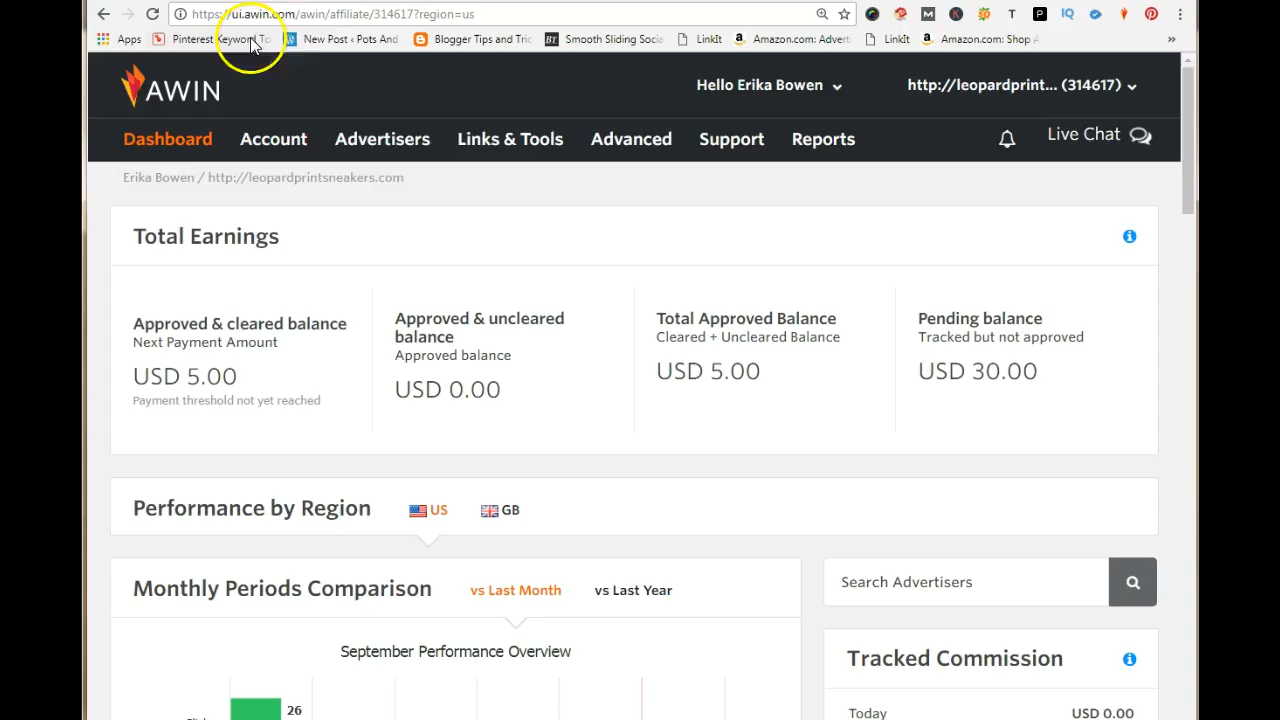 https://ui.awin.com/awin/affiliate/314617?region=us
Apps Pinterest Keyword To New Post ‹ Pots And Blogger Tips and Tric Smooth Sliding Socia LinkIt Amazon.com: Adverti LinkIt Amazon.com: Shop A »
AWIN
Hello Erika Bowen
http://leopardprint... (314617)
Dashboard Account Advertisers Links & Tools Advanced Support Reports Live Chat
Erika Bowen / http://leopardprintsneakers.com
Total Earnings
Approved & cleared balance
Next Payment Amount
USD 5.00
Payment threshold not yet reached
Approved & uncleared
balance
Approved balance
USD 0.00
Total Approved Balance
Cleared + Uncleared Balance
USD 5.00
Pending balance
Tracked but not approved
USD 30.00
Performance by Region US GB
Monthly Periods Comparison vs Last Month vs Last Year
September Performance Overview
26
Search Advertisers
Tracked Commission
Today USD 0.00